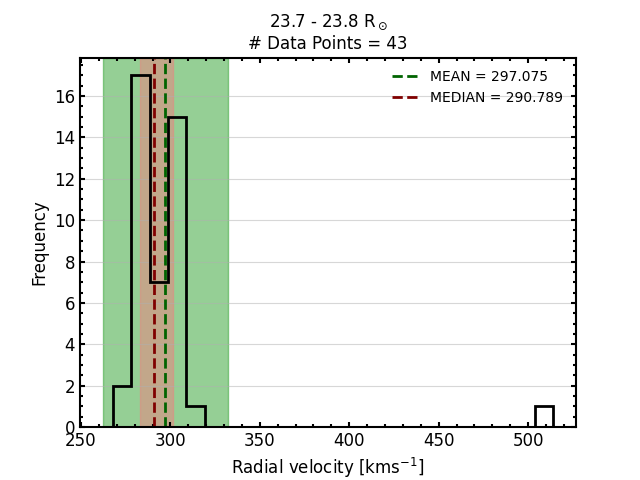 23.7 - 23.8 R⊙
# Data Points = 43
MEAN = 297.075
MEDIAN = 290.789
16
14
12
10
8
6
4
2
0
Frequency
250 300 350 400 450 500
Radial velocity [kms⁻¹]